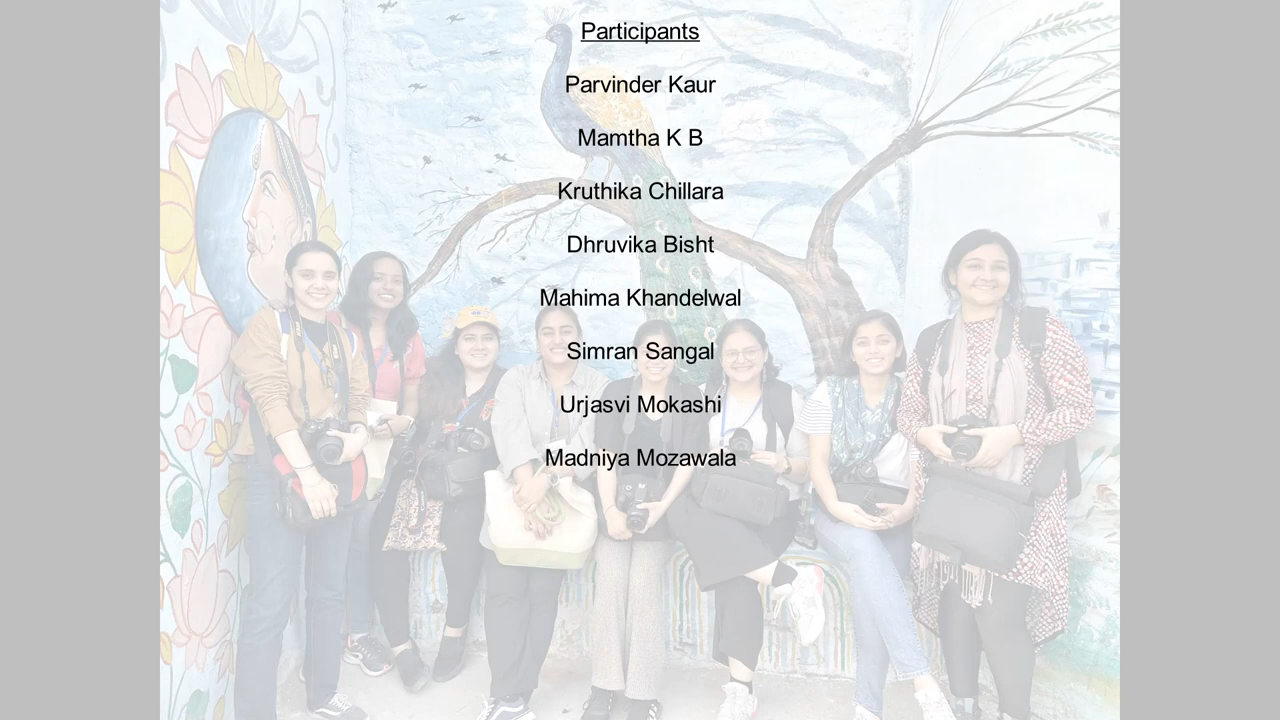 Participants
Parvinder Kaur
Mamtha K B
Kruthika Chillara
Dhruvika Bisht
Mahima Khandelwal
Simran Sangal
Urjasvi Mokashi
Madniya Mozawala